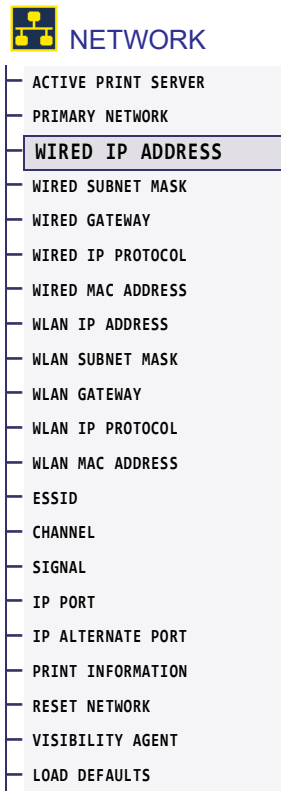 NETWORK
ACTIVE PRINT SERVER
PRIMARY NETWORK
WIRED IP ADDRESS
WIRED SUBNET MASK
WIRED GATEWAY
WIRED IP PROTOCOL
WIRED MAC ADDRESS
WLAN IP ADDRESS
WLAN SUBNET MASK
WLAN GATEWAY
WLAN IP PROTOCOL
WLAN MAC ADDRESS
ESSID
CHANNEL
SIGNAL
IP PORT
IP ALTERNATE PORT
PRINT INFORMATION
RESET NETWORK
VISIBILITY AGENT
LOAD DEFAULTS